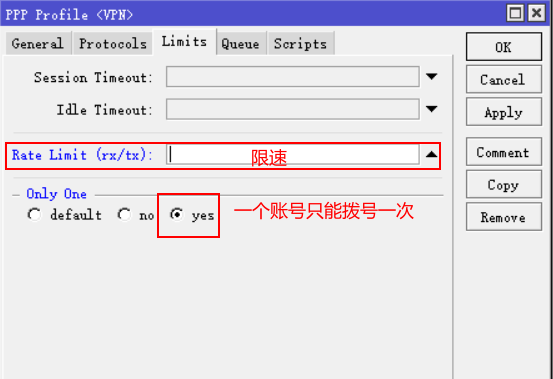 PPP Profile <VPN>
General Protocols Limits Queue Scripts
OK
Session Timeout:
Cancel
Idle Timeout:
Apply
Rate Limit (rx/tx):
限速
Comment
Copy
Only One
default no yes
一个账号只能拨号一次
Remove